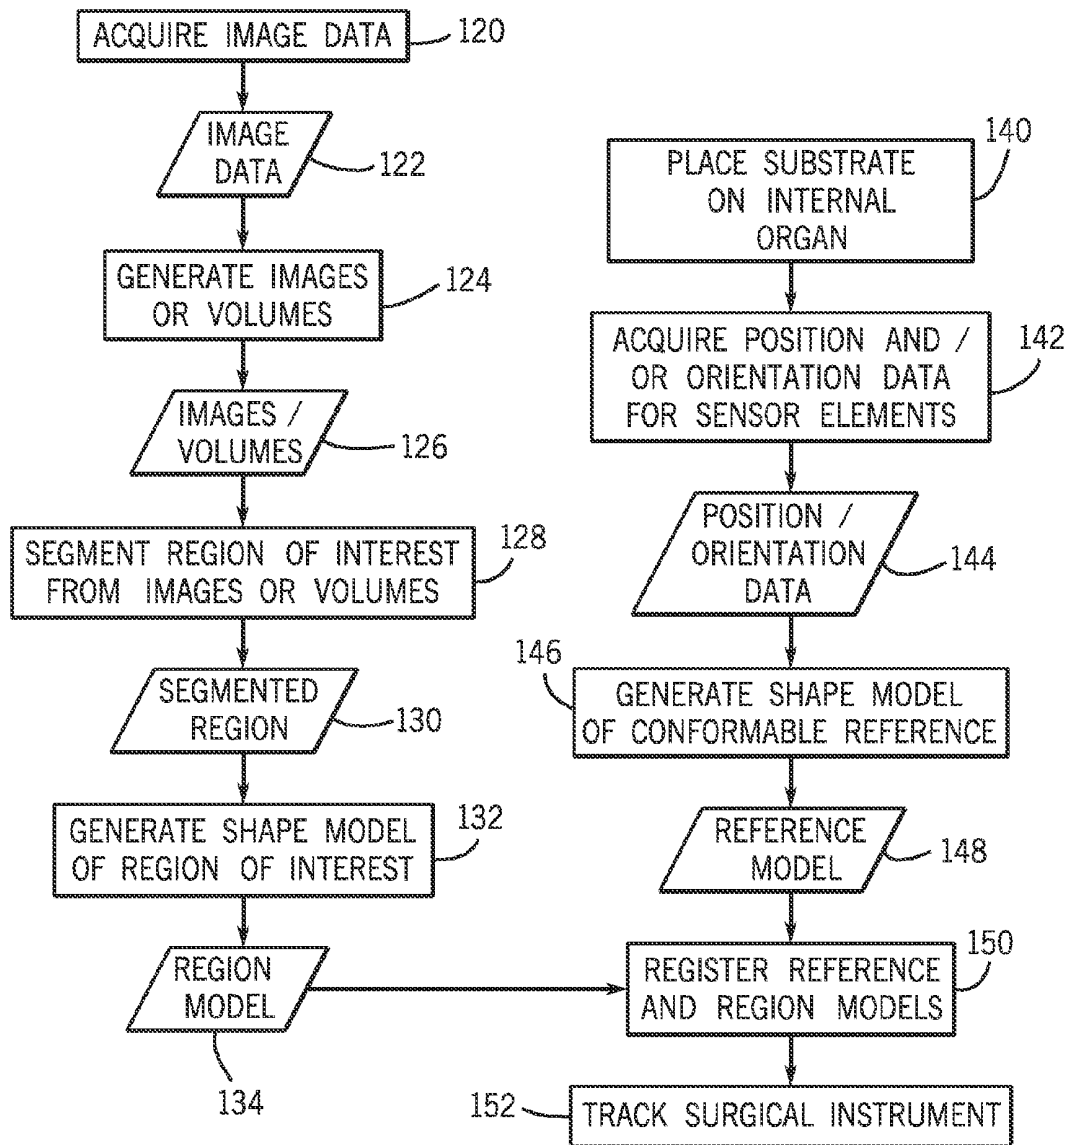 ACQUIRE IMAGE DATA
120
IMAGE
DATA
122
GENERATE IMAGES
OR VOLUMES
124
IMAGES /
VOLUMES
126
SEGMENT REGION OF INTEREST
FROM IMAGES OR VOLUMES
128
SEGMENTED
REGION
130
GENERATE SHAPE MODEL
OF REGION OF INTEREST
132
REGION
MODEL
134
PLACE SUBSTRATE
ON INTERNAL
ORGAN
140
ACQUIRE POSITION AND /
OR ORIENTATION DATA
FOR SENSOR ELEMENTS
142
POSITION /
ORIENTATION
DATA
144
146
GENERATE SHAPE MODEL
OF CONFORMABLE REFERENCE
REFERENCE
MODEL
148
REGISTER REFERENCE
AND REGION MODELS
150
152
TRACK SURGICAL INSTRUMENT